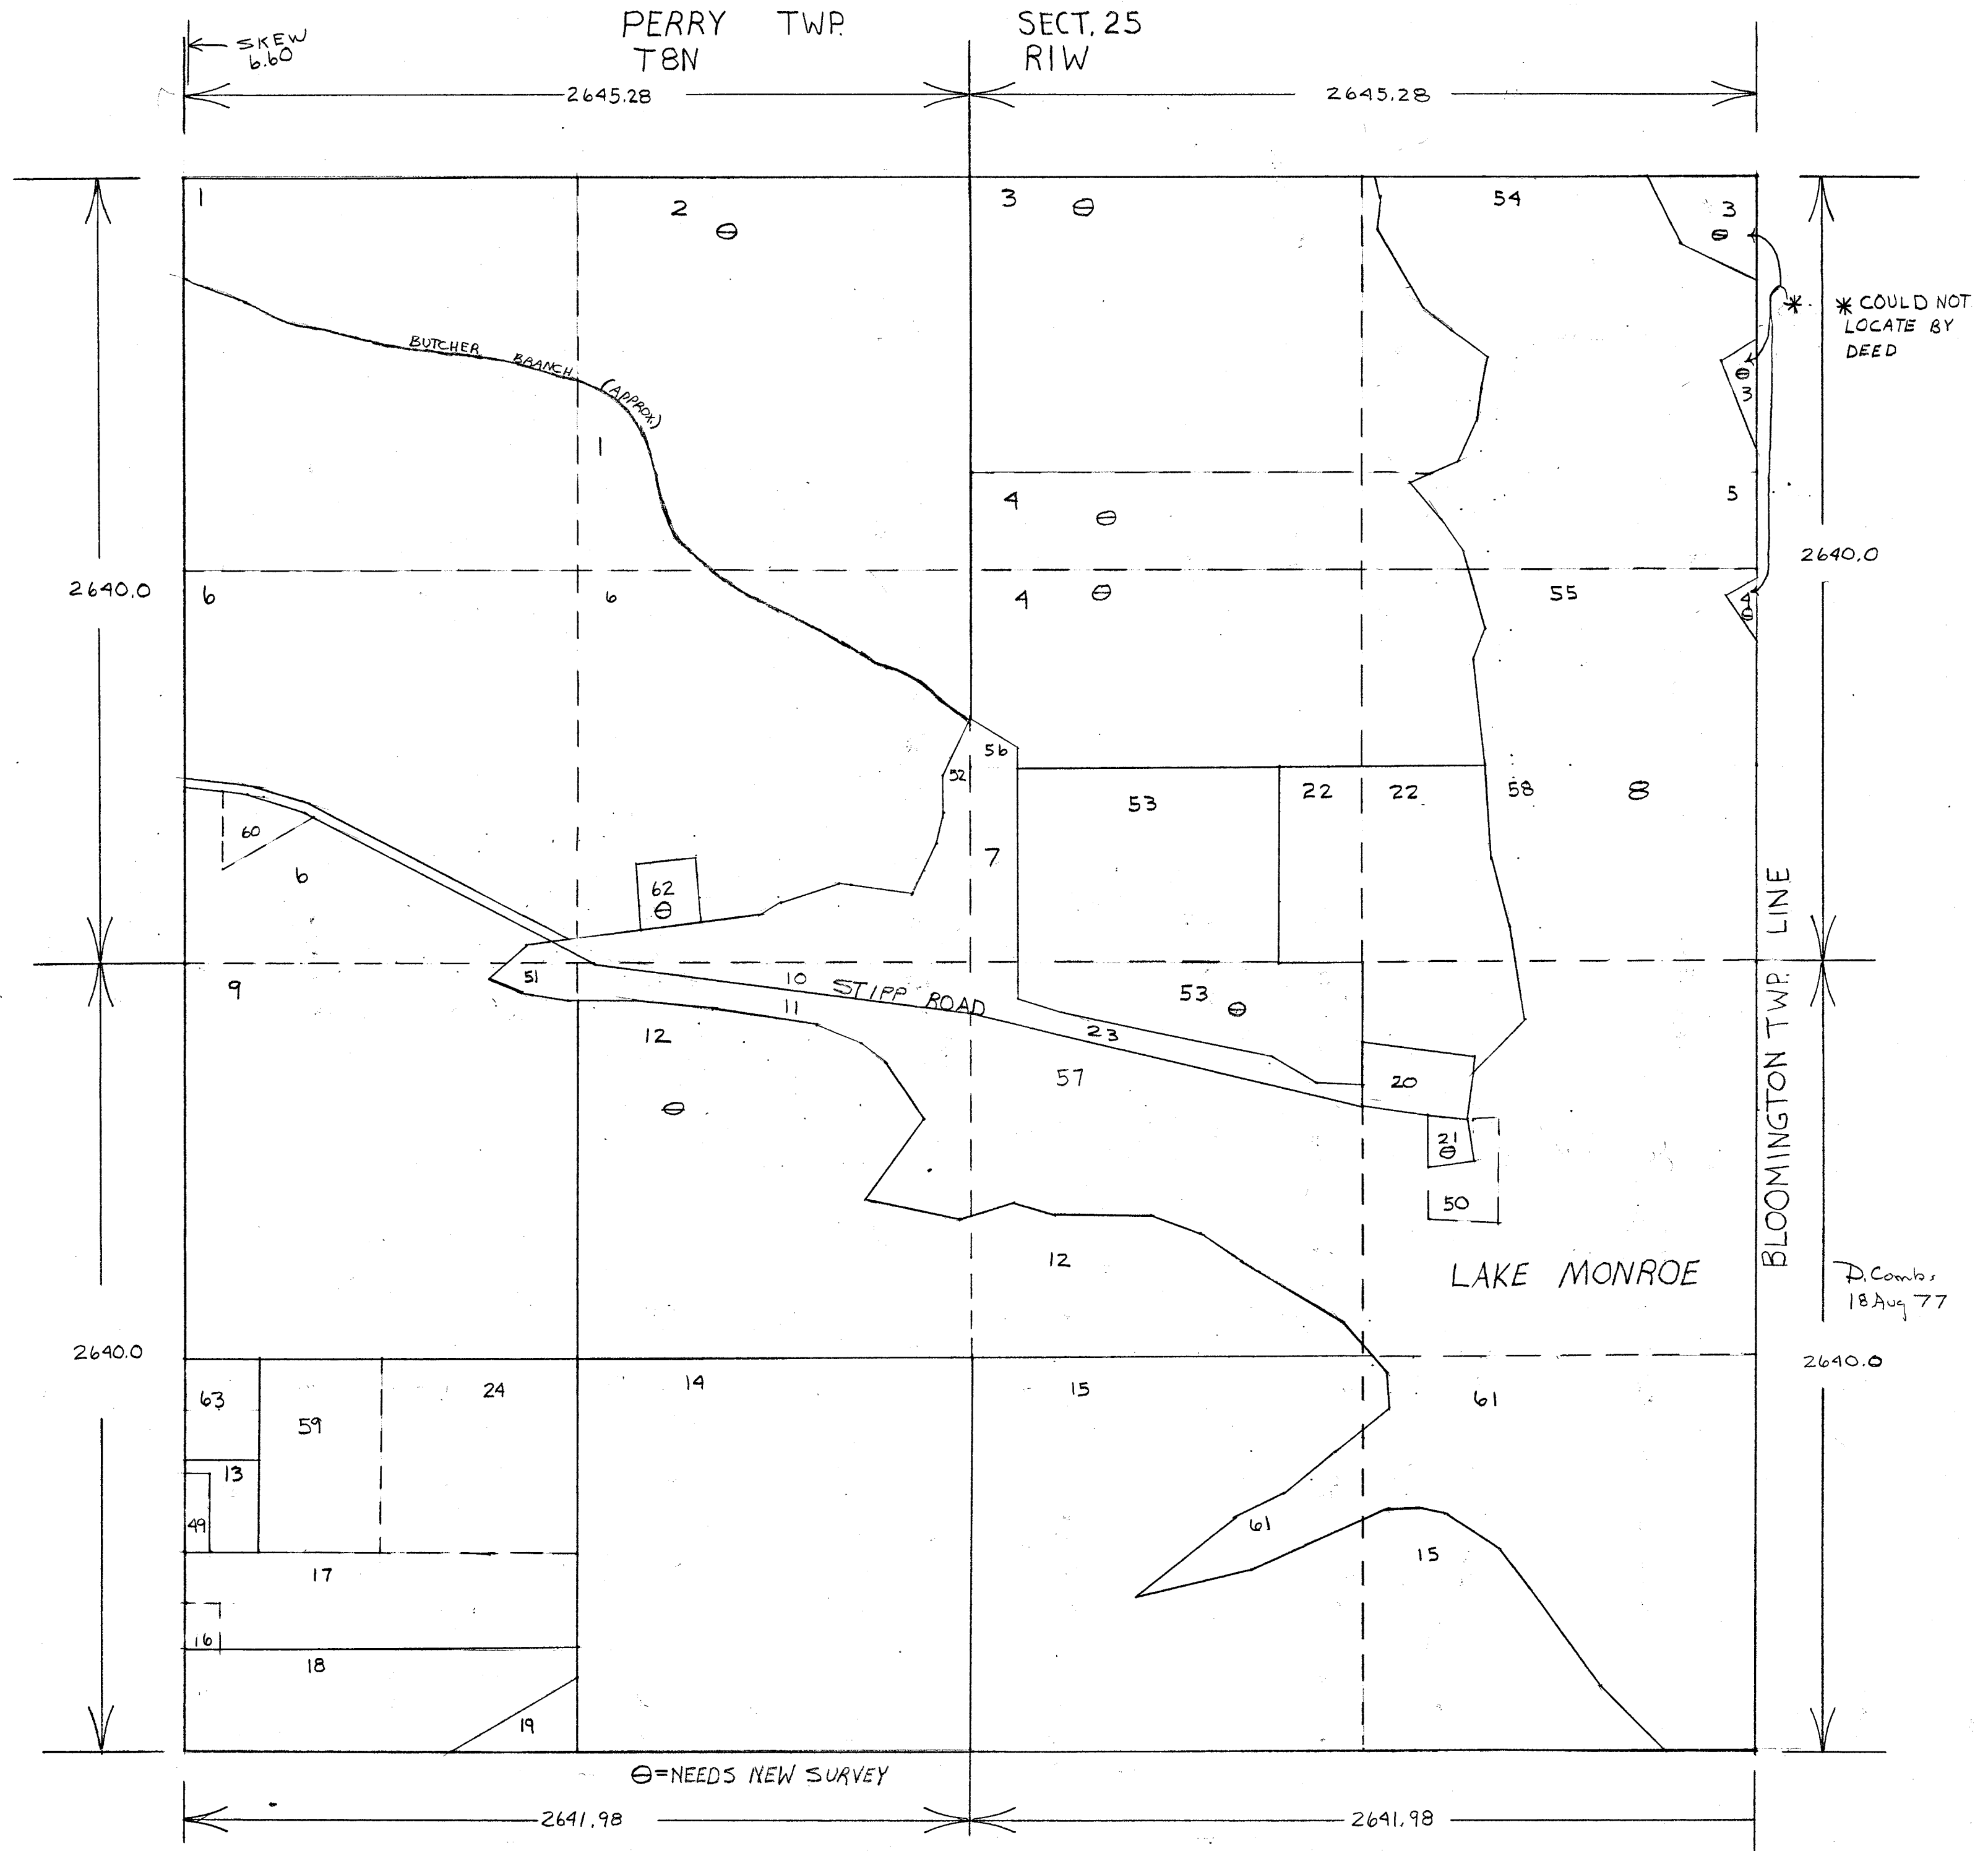 PERRY TWP. SECT. 25
T8N R1W
SKEW
6.60
2645.28 2645.28
1 2 ⊖ 3 ⊖ 54 3 ⊖
* * COULD NOT
LOCATE BY
DEED
BUTCHER BRANCH (APPROX.)
⊖
3
1
4 ⊖ 5
2640.0 2640.0
6 6 4 ⊖ 55 4 ⊖
56
52
53 22 22 58 8
60
6 62 ⊖ 7
BLOOMINGTON TWP. LINE
9 51 10 STIPP ROAD 53 ⊖
11
12 23
57 20
⊖
21 ⊖
50
12
LAKE MONROE
D. Combs
18 Aug 77
2640.0 2640.0
63 59 24 14 15 61
13
49 61
15
17
16
18
19
⊖=NEEDS NEW SURVEY
2641.98 2641.98